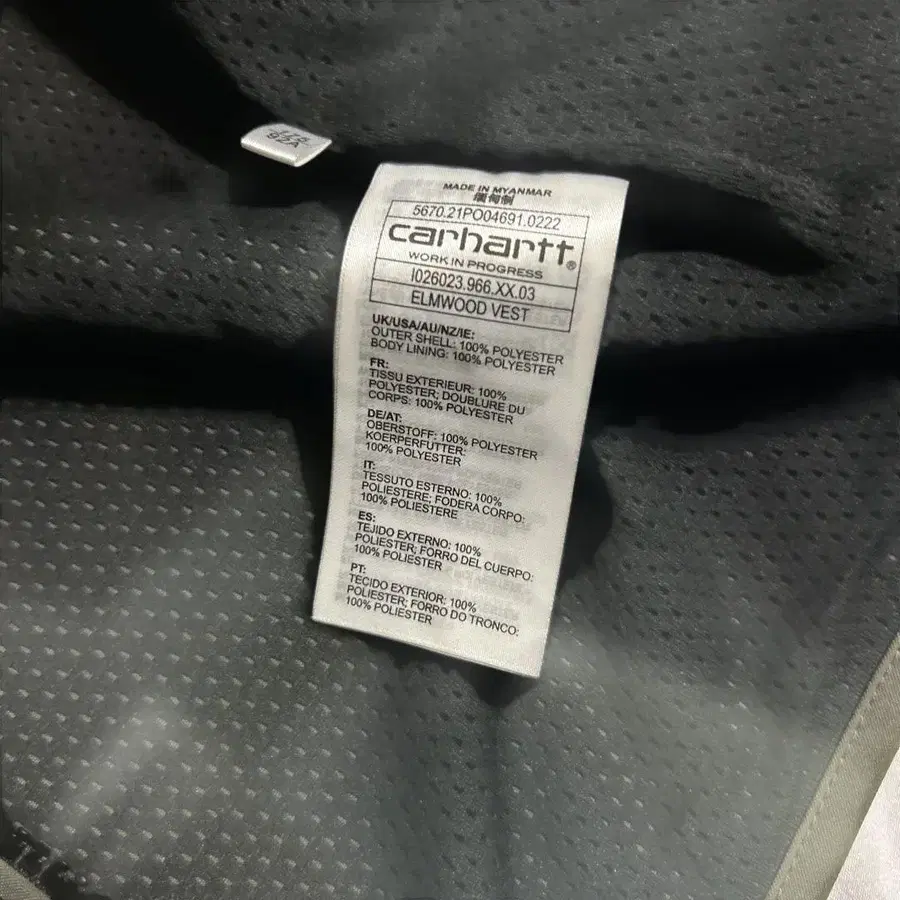 175
92A
MADE IN MYANMAR
缅甸制
5670.21PO04691.0222
carhartt®
WORK IN PROGRESS
I026023.966.XX.03
ELMWOOD VEST
UK/USA/AU/NZ/IE:
OUTER SHELL: 100% POLYESTER
BODY LINING: 100% POLYESTER
FR:
TISSU EXTERIEUR: 100%
POLYESTER; DOUBLURE DU
CORPS: 100% POLYESTER
DE/AT:
OBERSTOFF: 100% POLYESTER
KOERPERFUTTER:
100% POLYESTER
IT:
TESSUTO ESTERNO: 100%
POLIESTERE; FODERA CORPO:
100% POLIESTERE
ES:
TEJIDO EXTERNO: 100%
POLIESTER; FORRO DEL CUERPO:
100% POLIESTER
PT:
TECIDO EXTERIOR: 100%
POLIESTER; FORRO DO TRONCO:
100% POLIESTER